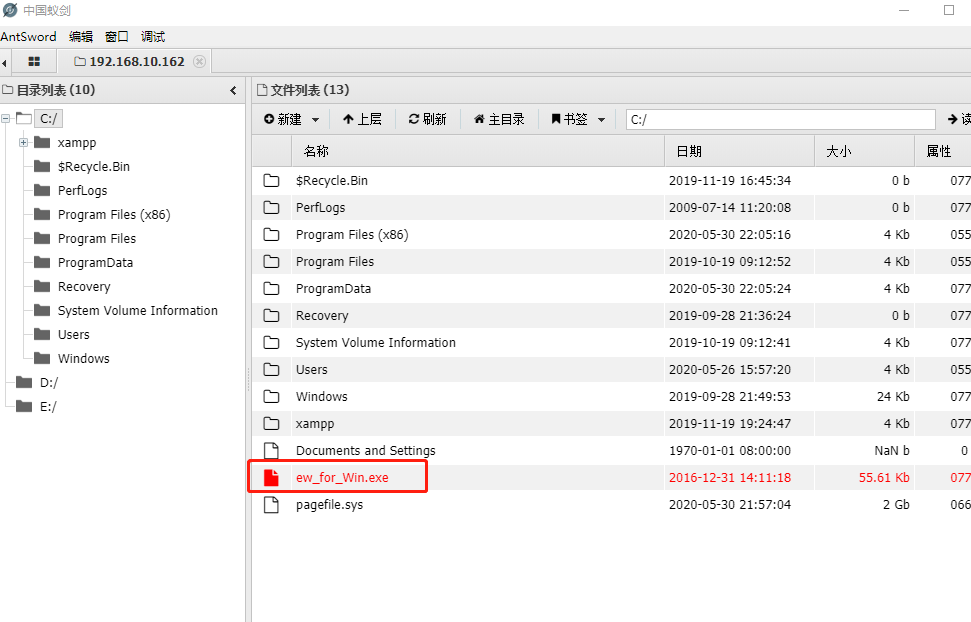 中国蚁剑
AntSword 编辑 窗口 调试
192.168.10.162
目录列表 (10)
C:/
xampp
$Recycle.Bin
PerfLogs
Program Files (x86)
Program Files
ProgramData
Recovery
System Volume Information
Users
Windows
D:/
E:/
文件列表 (13)
新建 上层 刷新 主目录 书签 C:/
名称 日期 大小 属性
$Recycle.Bin 2019-11-19 16:45:34 0 b 077
PerfLogs 2009-07-14 11:20:08 0 b 077
Program Files (x86) 2020-05-30 22:05:16 4 Kb 055
Program Files 2019-10-19 09:12:52 4 Kb 055
ProgramData 2020-05-30 22:05:24 4 Kb 077
Recovery 2019-09-28 21:36:24 0 b 077
System Volume Information 2019-10-19 09:12:41 4 Kb 077
Users 2020-05-26 15:57:20 4 Kb 055
Windows 2019-09-28 21:49:53 24 Kb 077
xampp 2019-11-19 19:24:47 4 Kb 077
Documents and Settings 1970-01-01 08:00:00 NaN b 0
ew_for_Win.exe 2016-12-31 14:11:18 55.61 Kb 077
pagefile.sys 2020-05-30 21:57:04 2 Gb 066